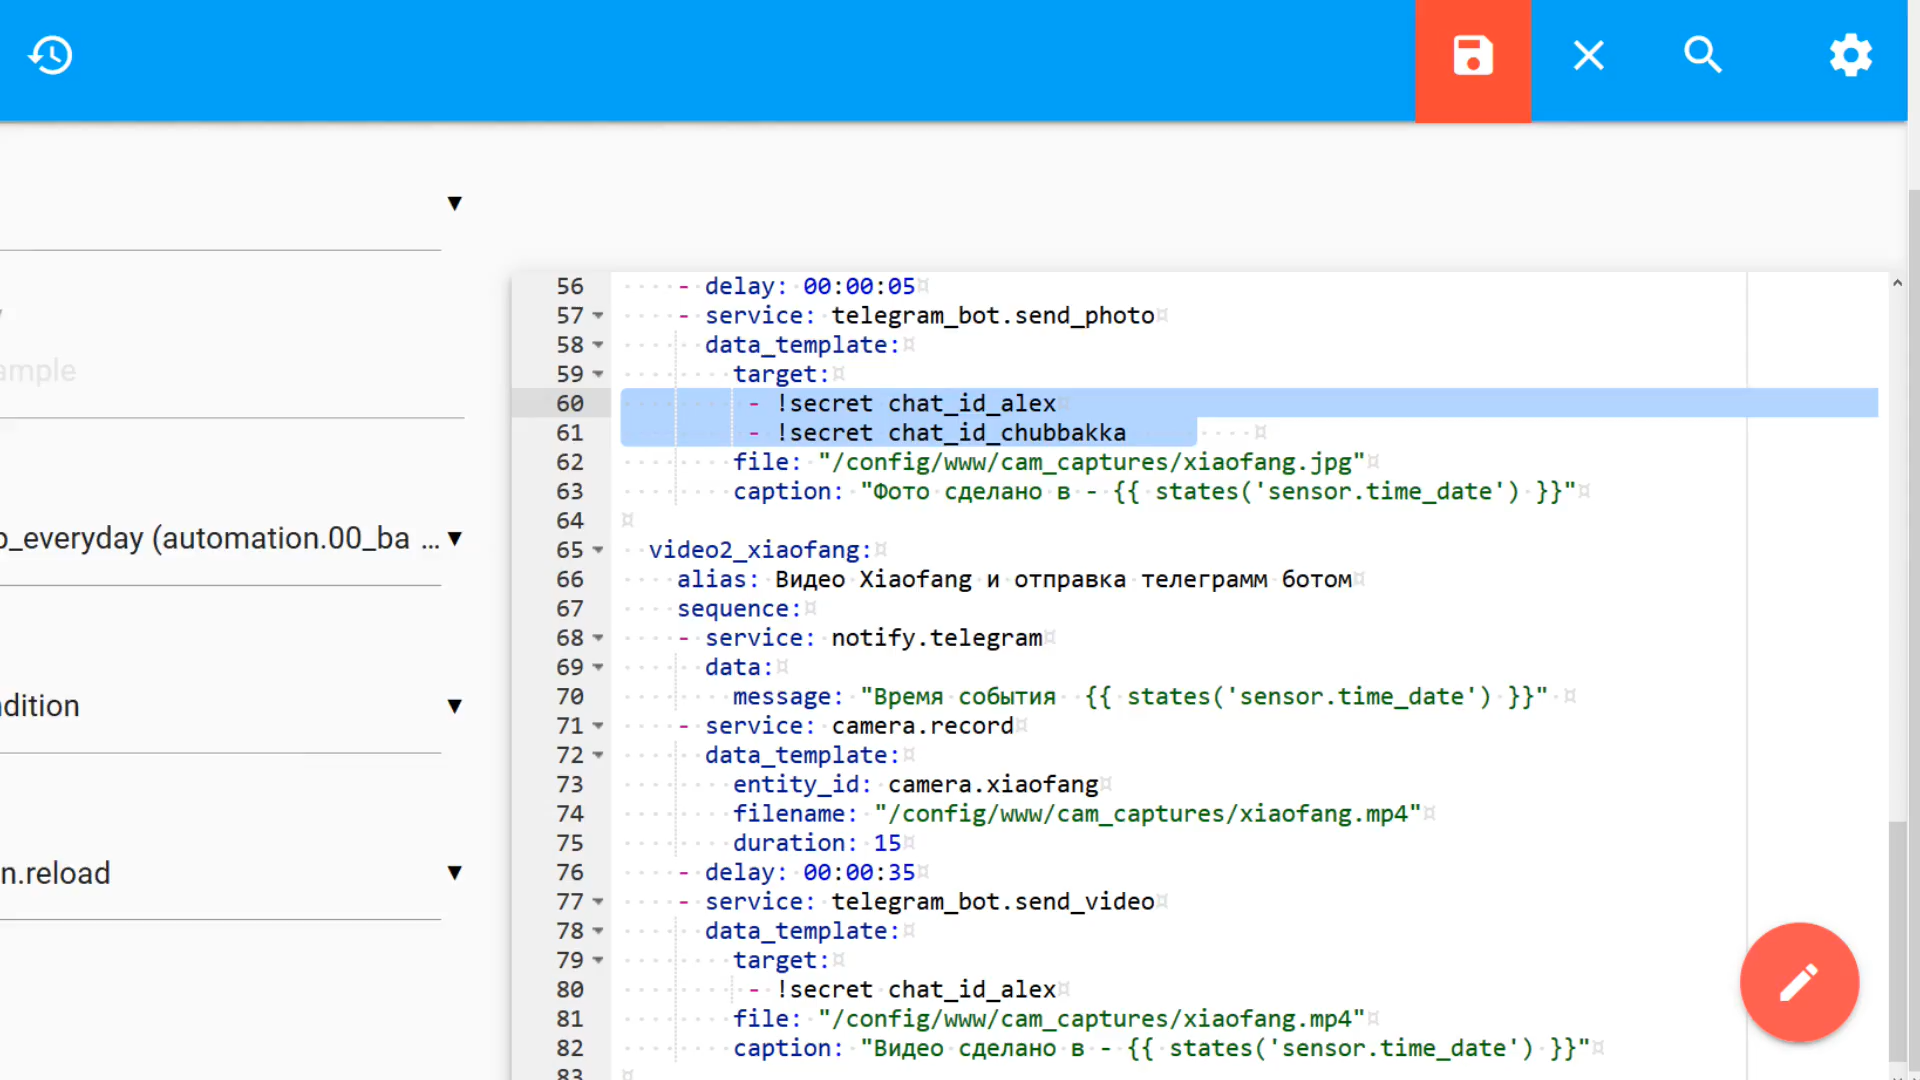 ample
p_everyday (automation.00_ba ...
dition
n.reload
56 - delay: 00:00:05
57 - service: telegram_bot.send_photo
58 data_template:
59 target:
60 - !secret chat_id_alex
61 - !secret chat_id_chubbakka
62 file: "/config/www/cam_captures/xiaofang.jpg"
63 caption: "Фото сделано в - {{ states('sensor.time_date') }}"
64
65 video2_xiaofang:
66 alias: Видео Xiaofang и отправка телеграмм ботом
67 sequence:
68 - service: notify.telegram
69 data:
70 message: "Время события  {{ states('sensor.time_date') }}"
71 - service: camera.record
72 data_template:
73 entity_id: camera.xiaofang
74 filename: "/config/www/cam_captures/xiaofang.mp4"
75 duration: 15
76 - delay: 00:00:35
77 - service: telegram_bot.send_video
78 data_template:
79 target:
80 - !secret chat_id_alex
81 file: "/config/www/cam_captures/xiaofang.mp4"
82 caption: "Видео сделано в - {{ states('sensor.time_date') }}"
83